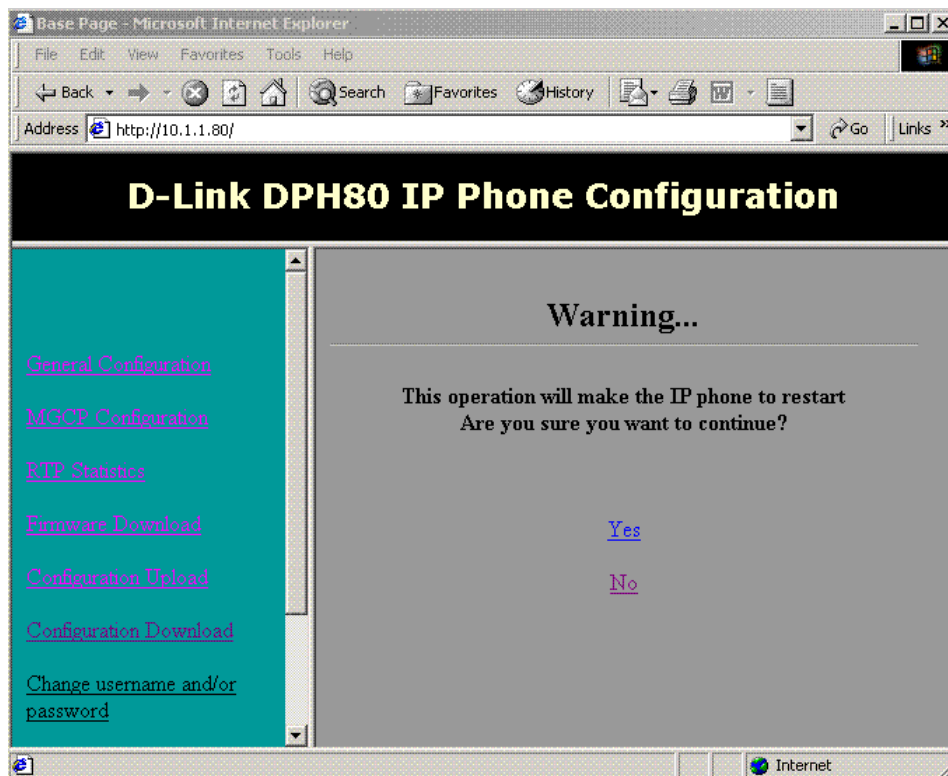 Base Page - Microsoft Internet Explorer
File Edit View Favorites Tools Help
Back Search Favorites History
Address http://10.1.1.80/ Go Links »
D-Link DPH80 IP Phone Configuration
General Configuration
MGCP Configuration
RTP Statistics
Firmware Download
Configuration Upload
Configuration Download
Change username and/or
password
Warning...
This operation will make the IP phone to restart
Are you sure you want to continue?
Yes
No
Internet